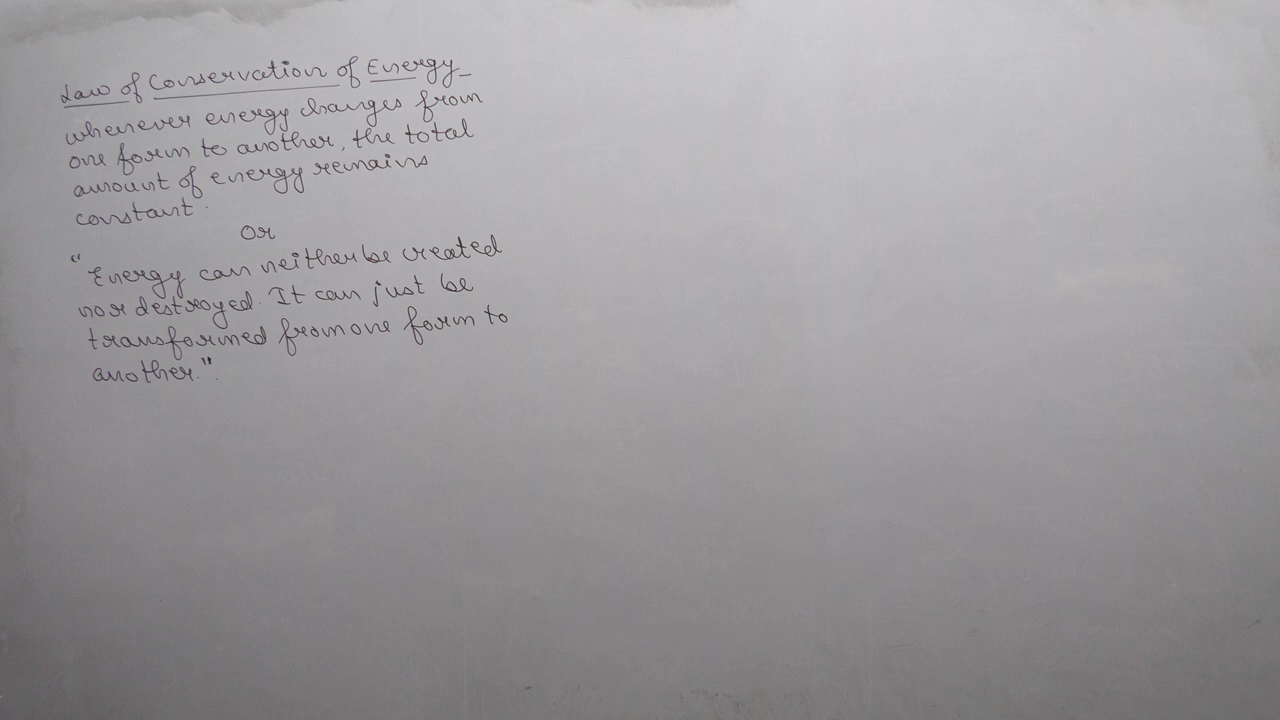 Law of Conservation of Energy-
whenever energy changes from
one form to another, the total
amount of energy remains
constant.
Or
"Energy can neither be created
nor destroyed. It can just be
transformed from one form to
another."